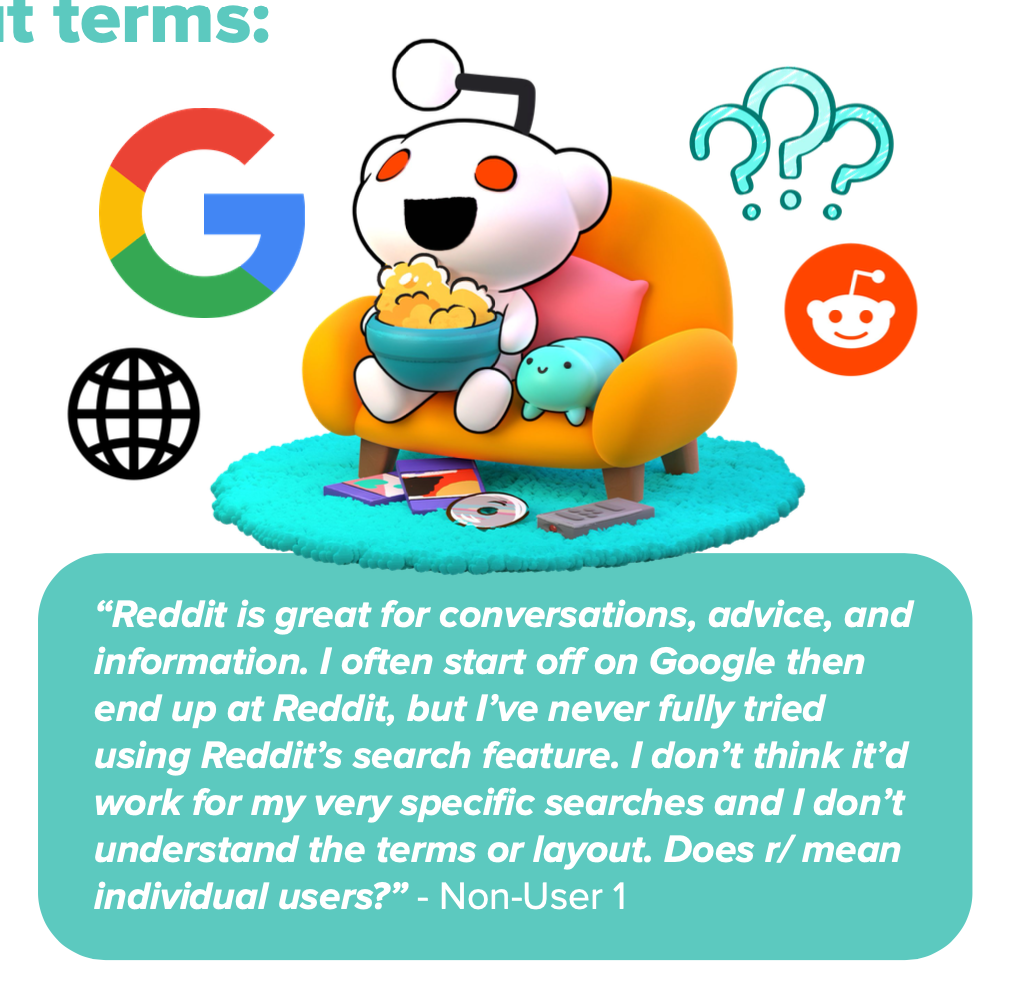 terms:
“Reddit is great for conversations, advice, and
information. I often start off on Google then
end up at Reddit, but I’ve never fully tried
using Reddit’s search feature. I don’t think it’d
work for my very specific searches and I don’t
understand the terms or layout. Does r/ mean
individual users?” - Non-User 1